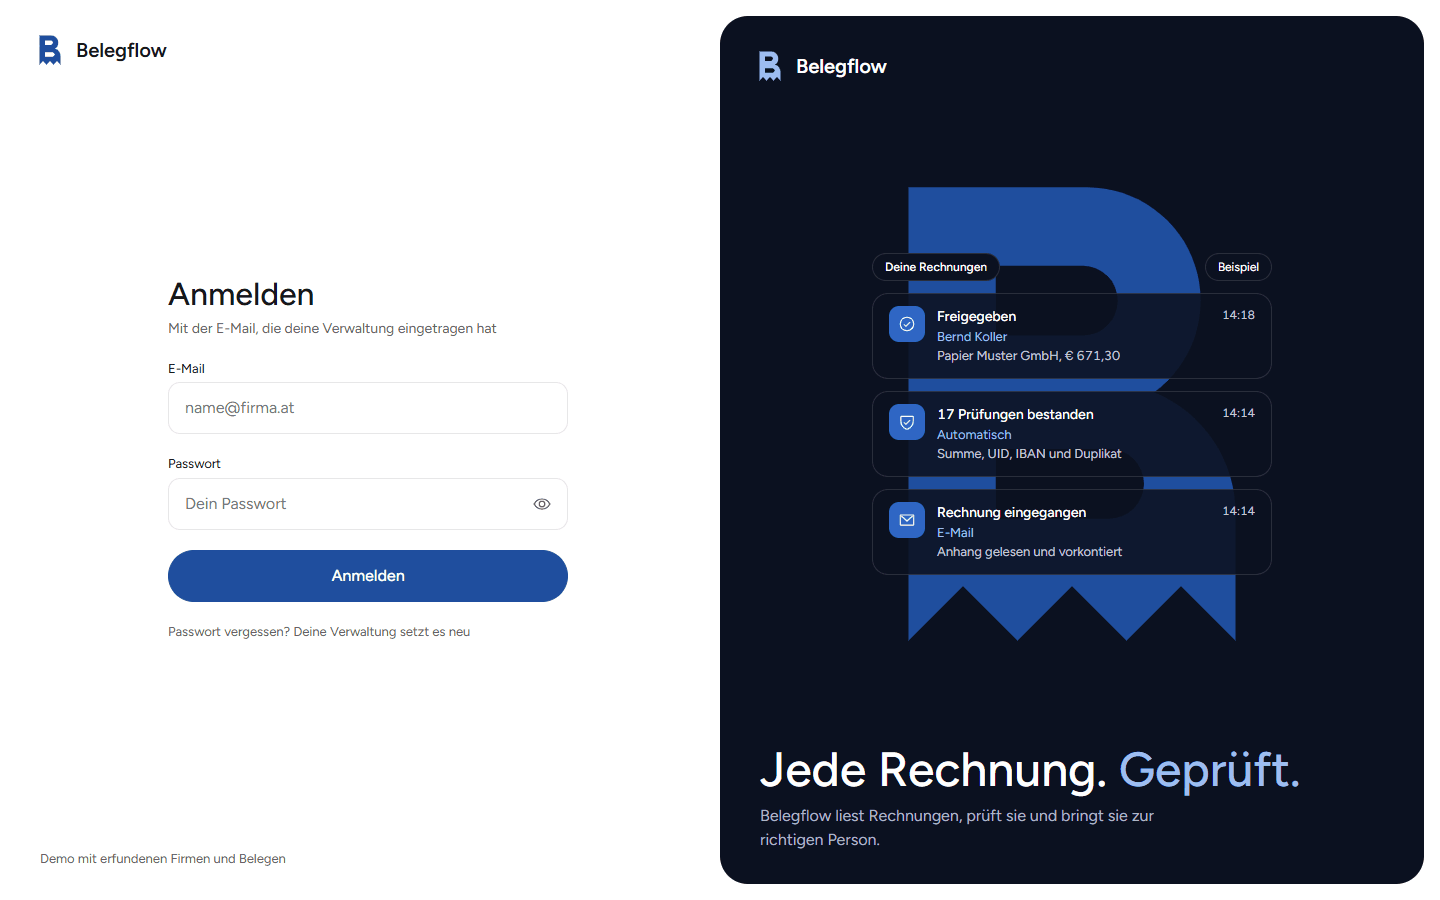 Belegflow
Anmelden
Mit der E-Mail, die deine Verwaltung eingetragen hat
E-Mail
name@firma.at
Passwort
Dein Passwort
Anmelden
Passwort vergessen? Deine Verwaltung setzt es neu
Demo mit erfundenen Firmen und Belegen
Belegflow
Deine Rechnungen
Beispiel
Freigegeben
14:18
Bernd Koller
Papier Muster GmbH, € 671,30
17 Prüfungen bestanden
14:14
Automatisch
Summe, UID, IBAN und Duplikat
Rechnung eingegangen
14:14
E-Mail
Anhang gelesen und vorkontiert
Jede Rechnung. Geprüft.
Belegflow liest Rechnungen, prüft sie und bringt sie zur
richtigen Person.